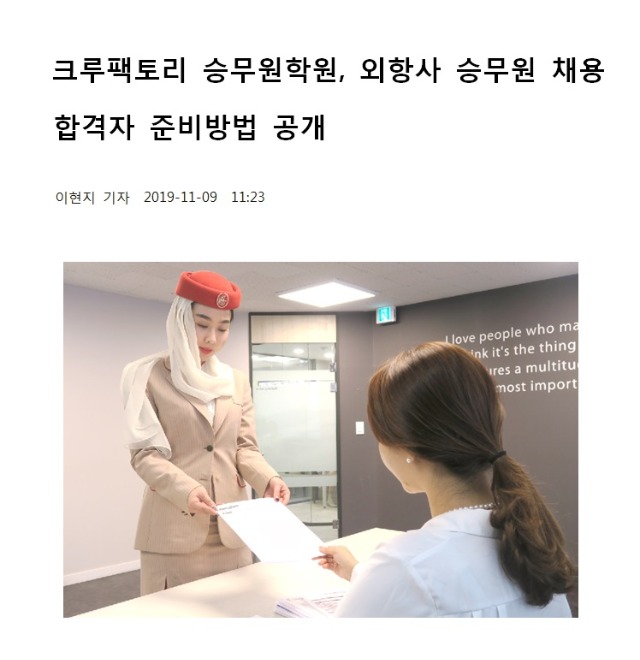 크루팩토리 승무원학원, 외항사 승무원 채용
합격자 준비방법 공개
이현지 기자 2019-11-09 11:23
I love people who ma
ink it's the thing
ures a multitu
most import